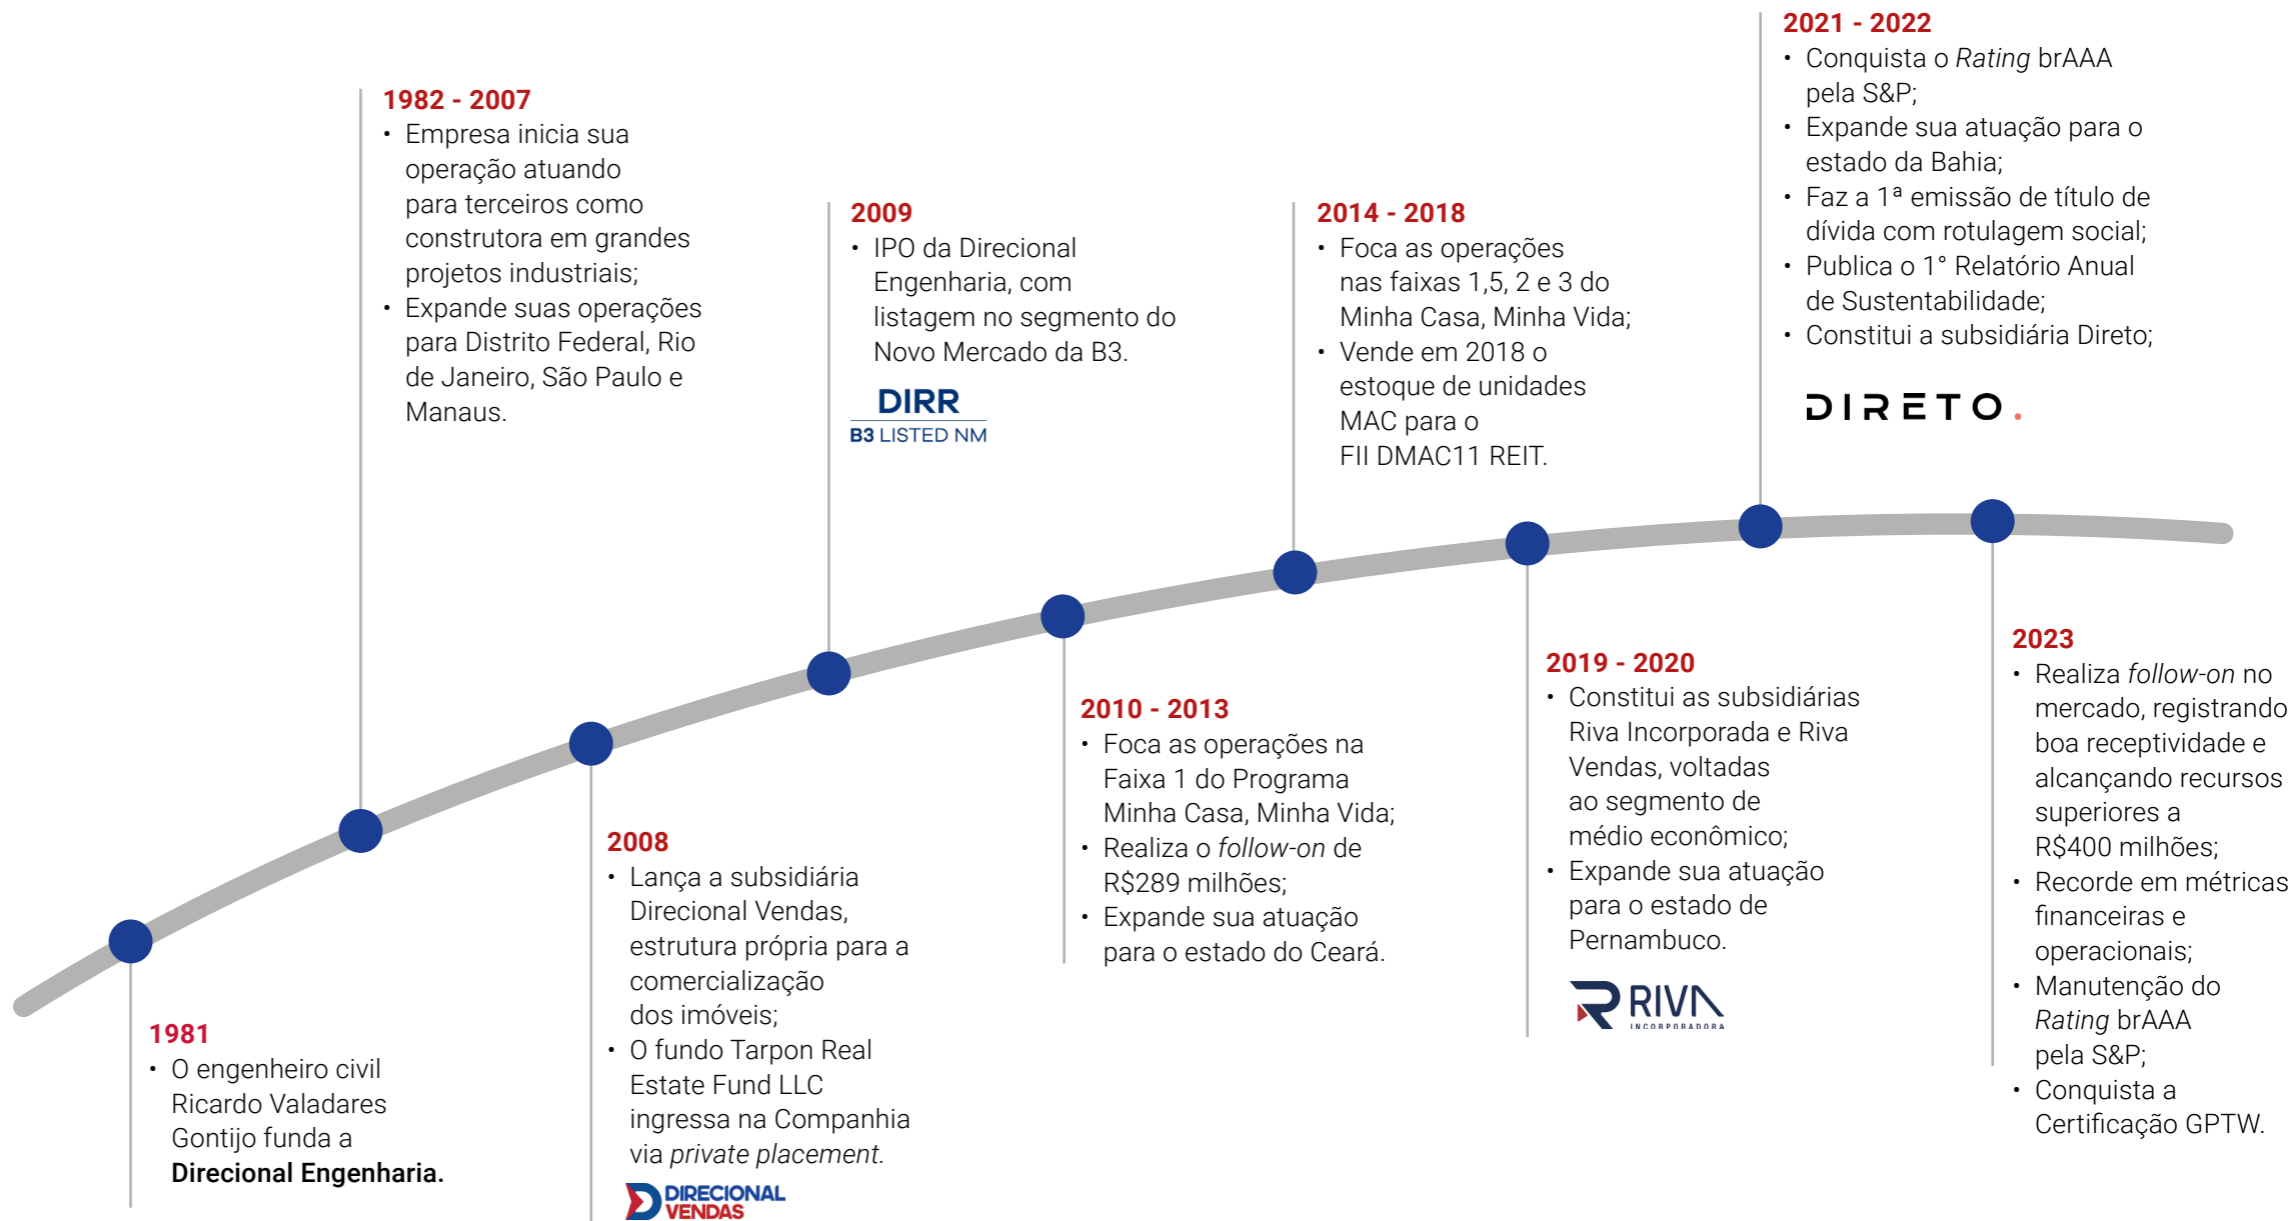 1981
• O engenheiro civil
Ricardo Valadares
Gontijo funda a
Direcional Engenharia.
1982 - 2007
• Empresa inicia sua
operação atuando
para terceiros como
construtora em grandes
projetos industriais;
• Expande suas operações
para Distrito Federal, Rio
de Janeiro, São Paulo e
Manaus.
2008
• Lança a subsidiária
Direcional Vendas,
estrutura própria para a
comercialização
dos imóveis;
• O fundo Tarpon Real
Estate Fund LLC
ingressa na Companhia
via private placement.
DIRECIONAL
VENDAS
2009
• IPO da Direcional
Engenharia, com
listagem no segmento do
Novo Mercado da B3.
DIRR
B3 LISTED NM
2010 - 2013
• Foca as operações na
Faixa 1 do Programa
Minha Casa, Minha Vida;
• Realiza o follow-on de
R$289 milhões;
• Expande sua atuação
para o estado do Ceará.
2014 - 2018
• Foca as operações
nas faixas 1,5, 2 e 3 do
Minha Casa, Minha Vida;
• Vende em 2018 o
estoque de unidades
MAC para o
FII DMAC11 REIT.
2019 - 2020
• Constitui as subsidiárias
Riva Incorporada e Riva
Vendas, voltadas
ao segmento de
médio econômico;
• Expande sua atuação
para o estado de
Pernambuco.
RIVA
INCORPORADORA
2021 - 2022
• Conquista o Rating brAAA
pela S&P;
• Expande sua atuação para o
estado da Bahia;
• Faz a 1ª emissão de título de
dívida com rotulagem social;
• Publica o 1° Relatório Anual
de Sustentabilidade;
• Constitui a subsidiária Direto;
DIRETO.
2023
• Realiza follow-on no
mercado, registrando
boa receptividade e
alcançando recursos
superiores a
R$400 milhões;
• Recorde em métricas
financeiras e
operacionais;
• Manutenção do
Rating brAAA
pela S&P;
• Conquista a
Certificação GPTW.